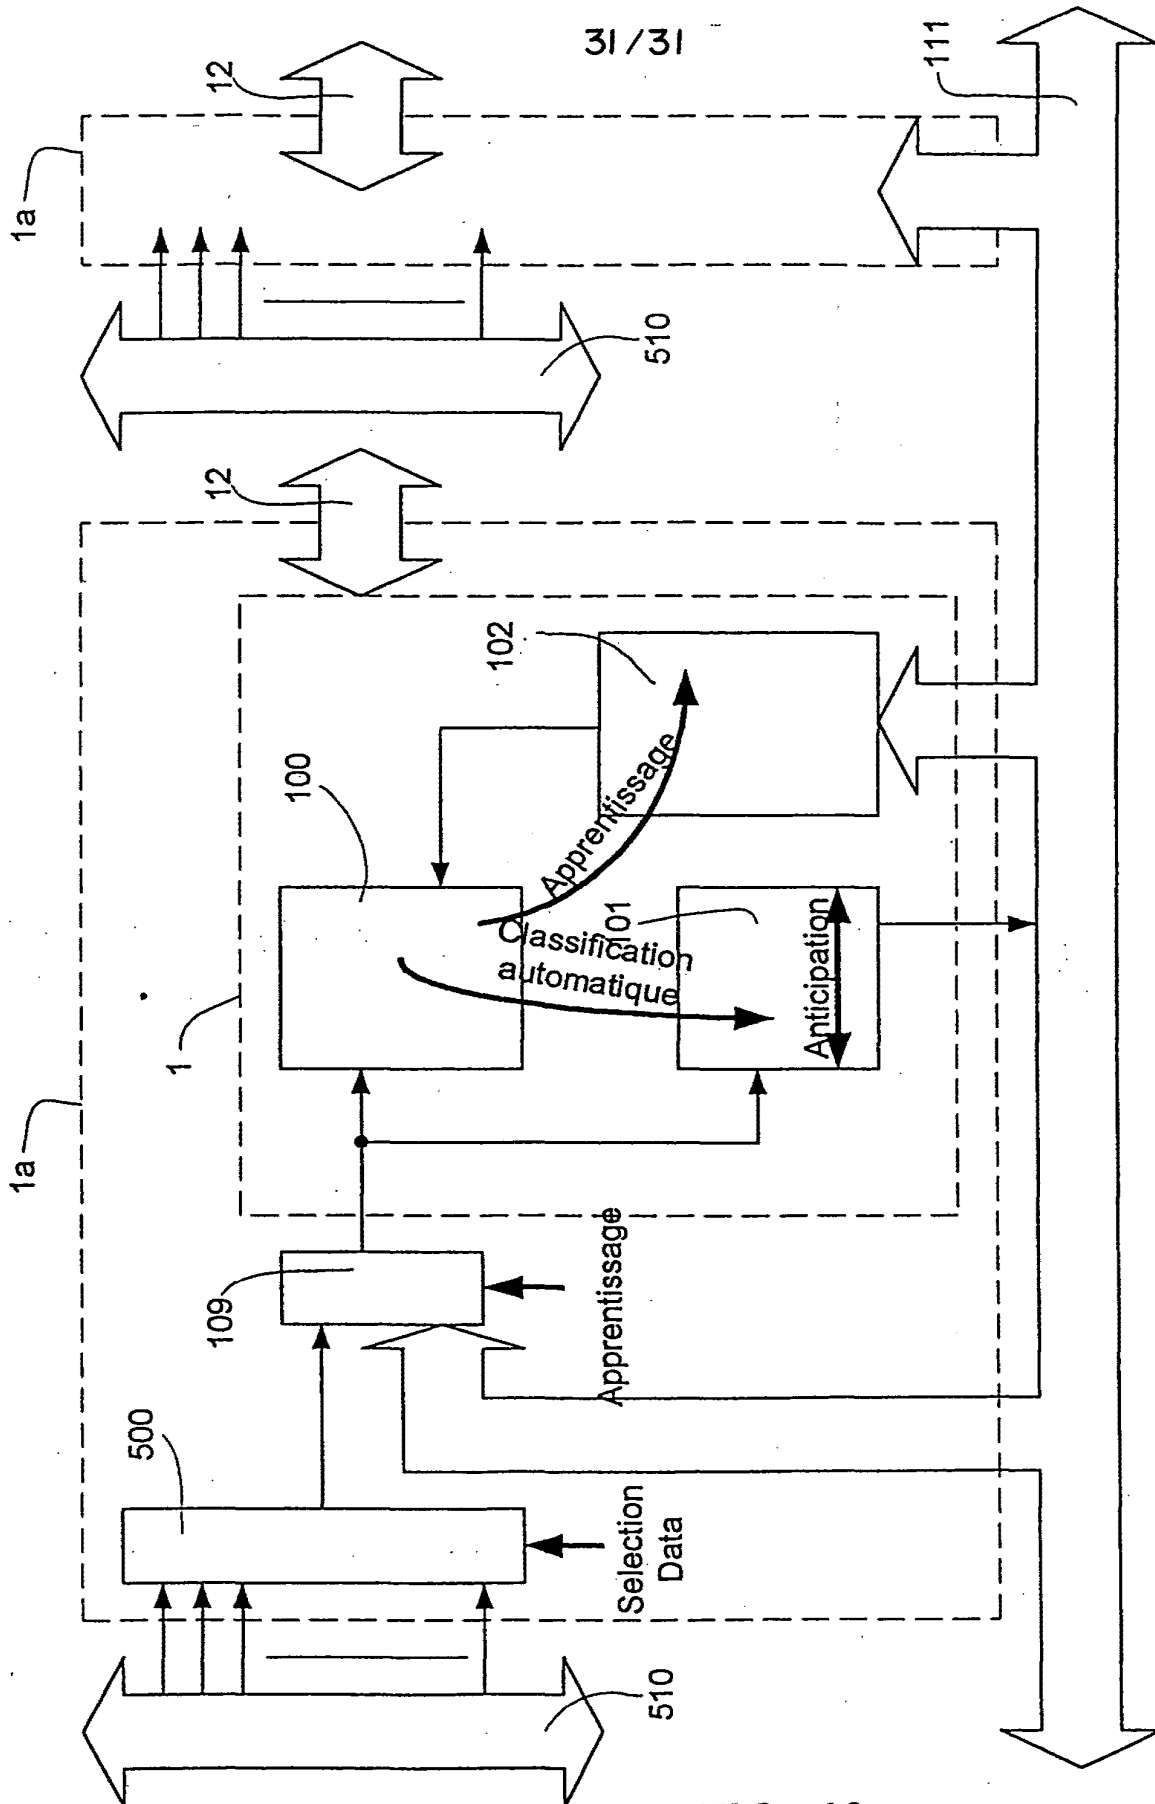 31/31
1a
12
111
510
12
1a
1
100
102
Apprentissage
101
Classification
automatique
Anticipation
109
Apprentissage
500
Selection
Data
510